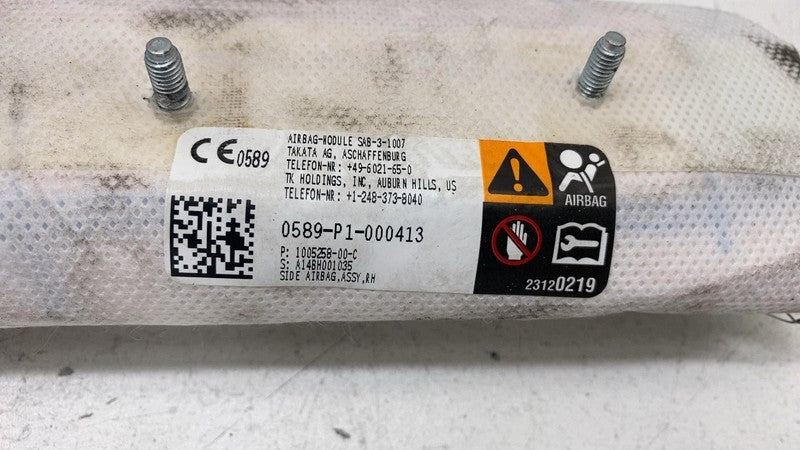 CE 0589
AIRBAG-MODULE SAB-3-1007
TAKATA AG, ASCHAFFENBURG
TELEFON-NR: +49-6021-65-0
TK HOLDINGS, INC, AUBURN HILLS, US
TELEFON-NR: +1-248-373-8040
0589-P1-000413
P: 1005258-00-C
S: A14BH001035
SIDE AIRBAG,ASSY,RH
AIRBAG
23120219